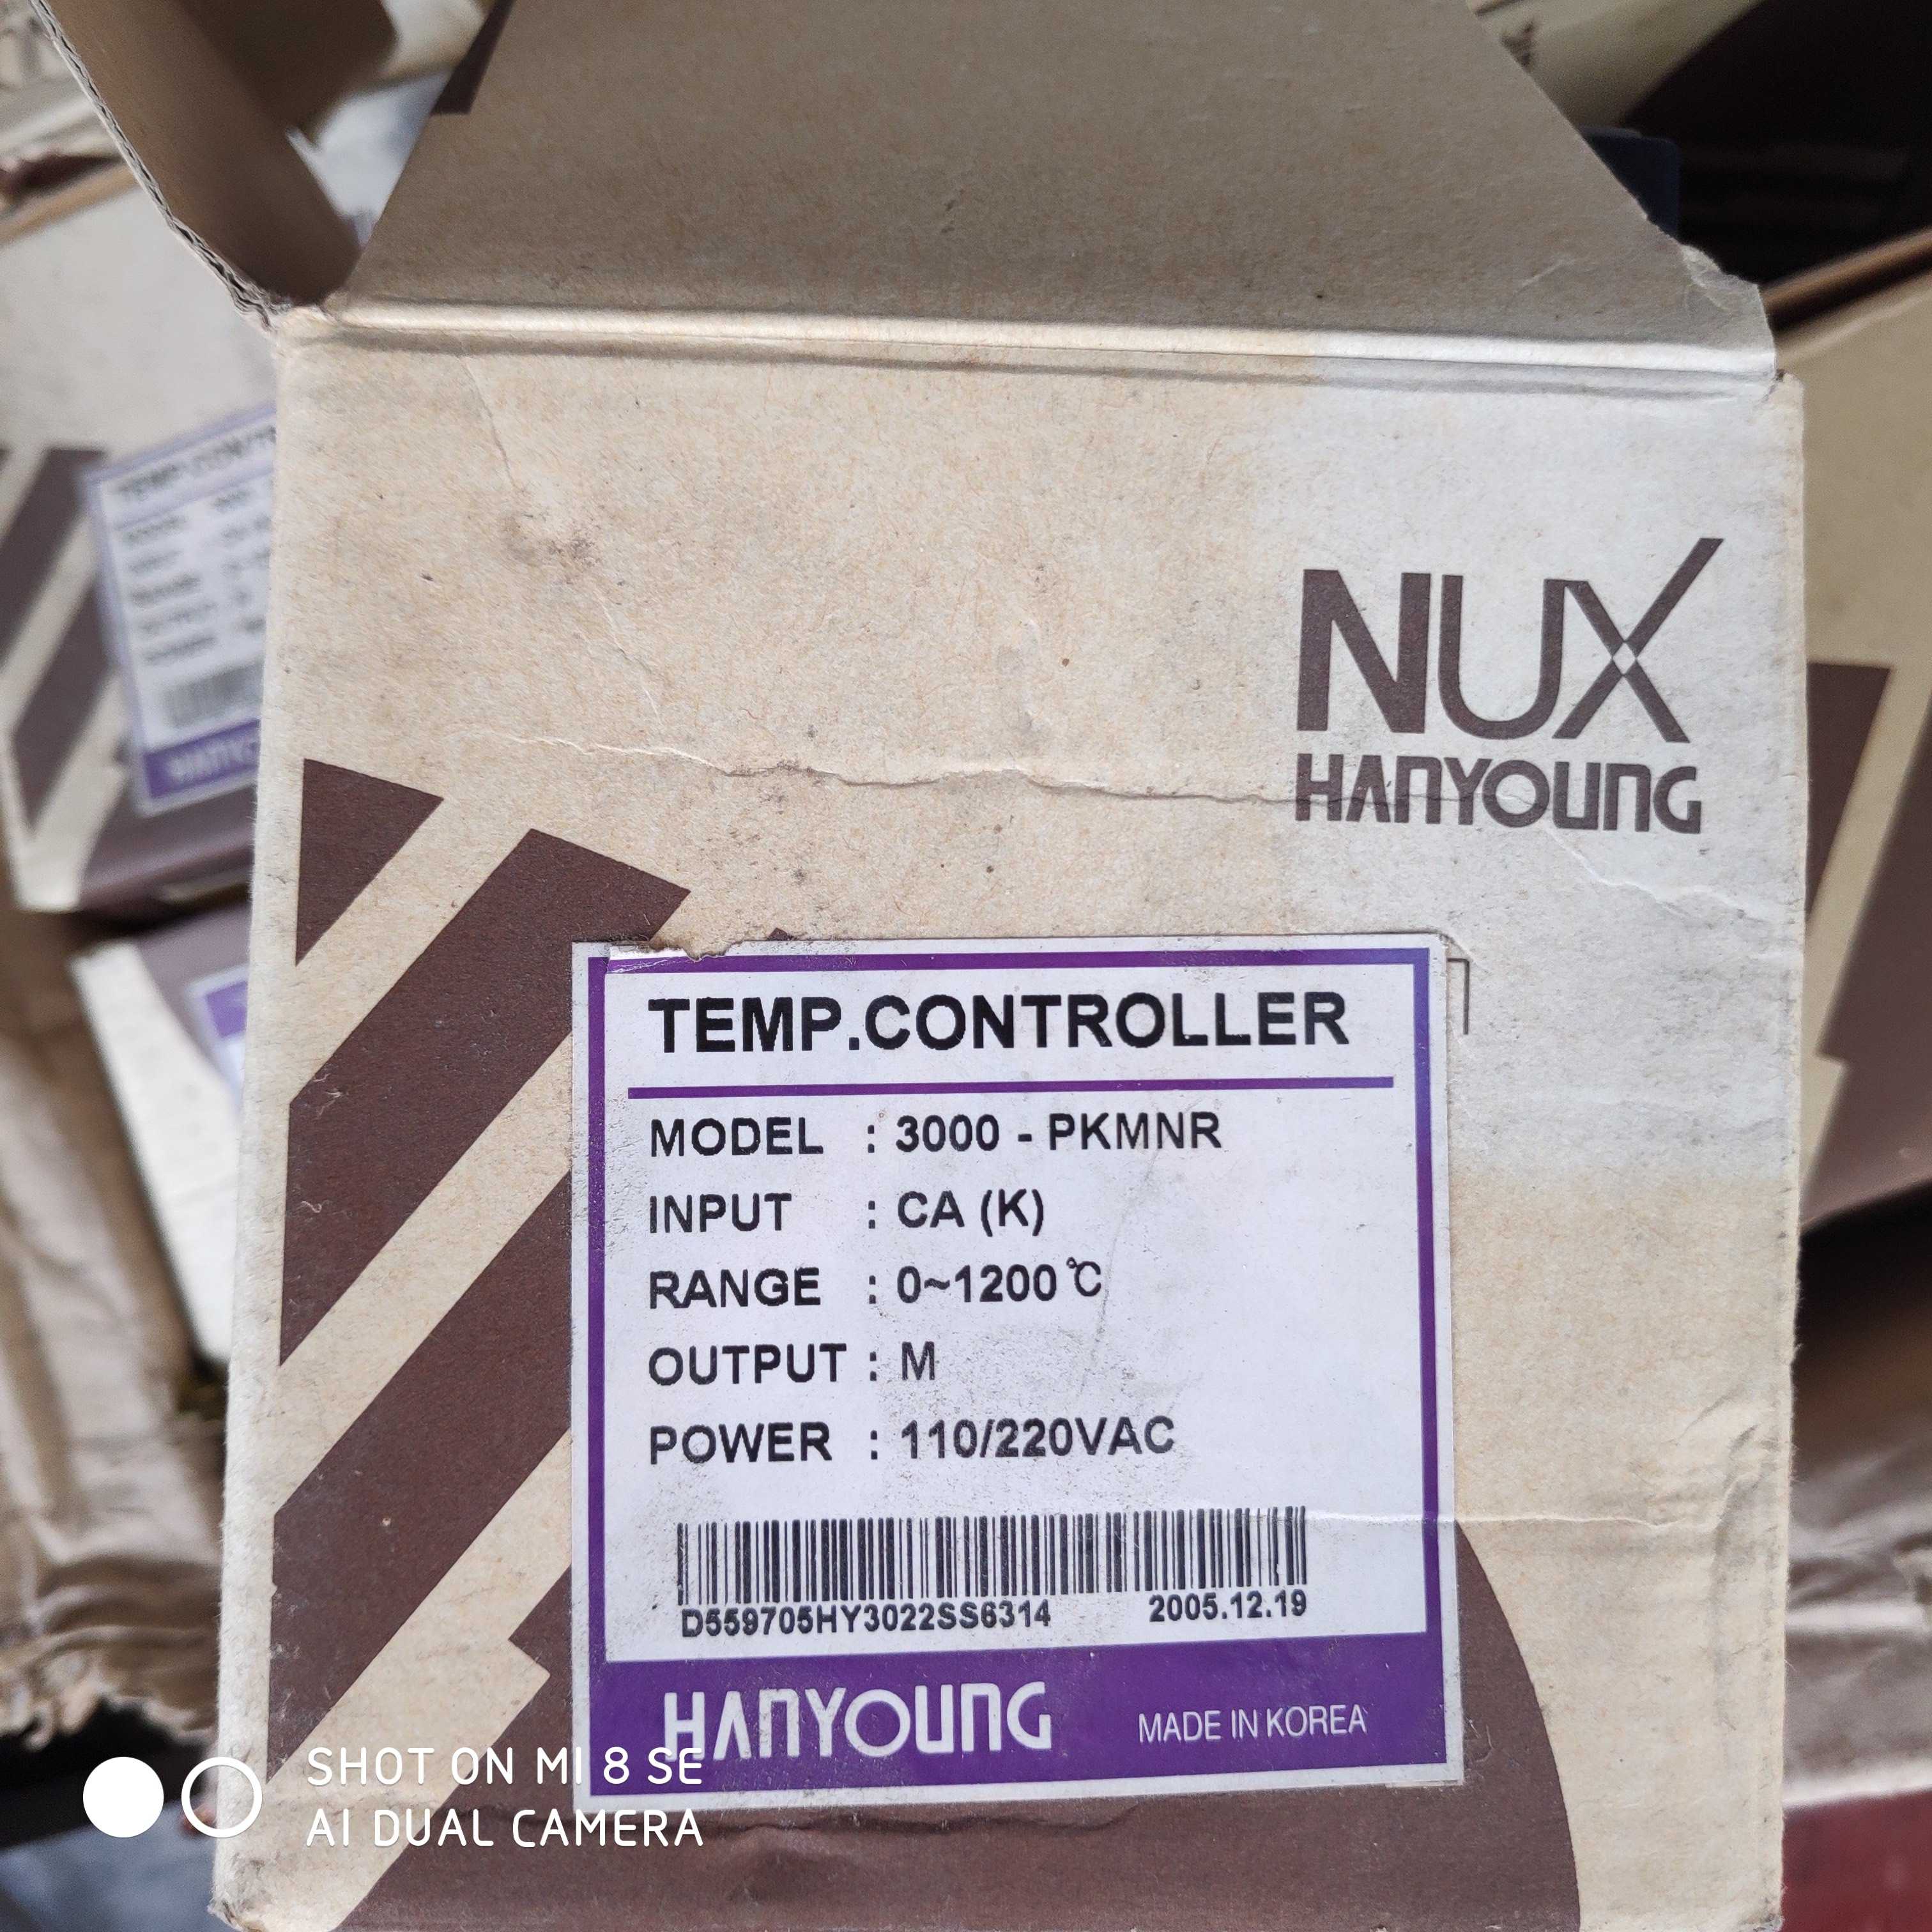 NUX
HANYOUNG
TEMP.CONTROLLER
MODEL : 3000 - PKMNR
INPUT : CA (K)
RANGE : 0~1200℃
OUTPUT : M
POWER : 110/220VAC
D559705HY3022SS6314 2005.12.19
HANYOUNG MADE IN KOREA
SHOT ON MI 8 SE
AI DUAL CAMERA